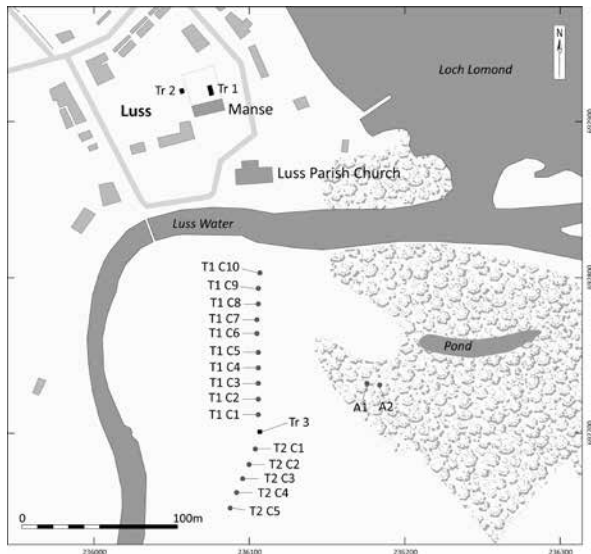 N
Loch Lomond
Tr 2
Tr 1
Luss
Manse
Luss Parish Church
Luss Water
T1 C10
T1 C9
T1 C8
T1 C7
T1 C6
T1 C5
T1 C4
T1 C3
T1 C2
T1 C1
Pond
A1
A2
Tr 3
T2 C1
T2 C2
T2 C3
T2 C4
T2 C5
0
100m
236000
236100
236200
236300